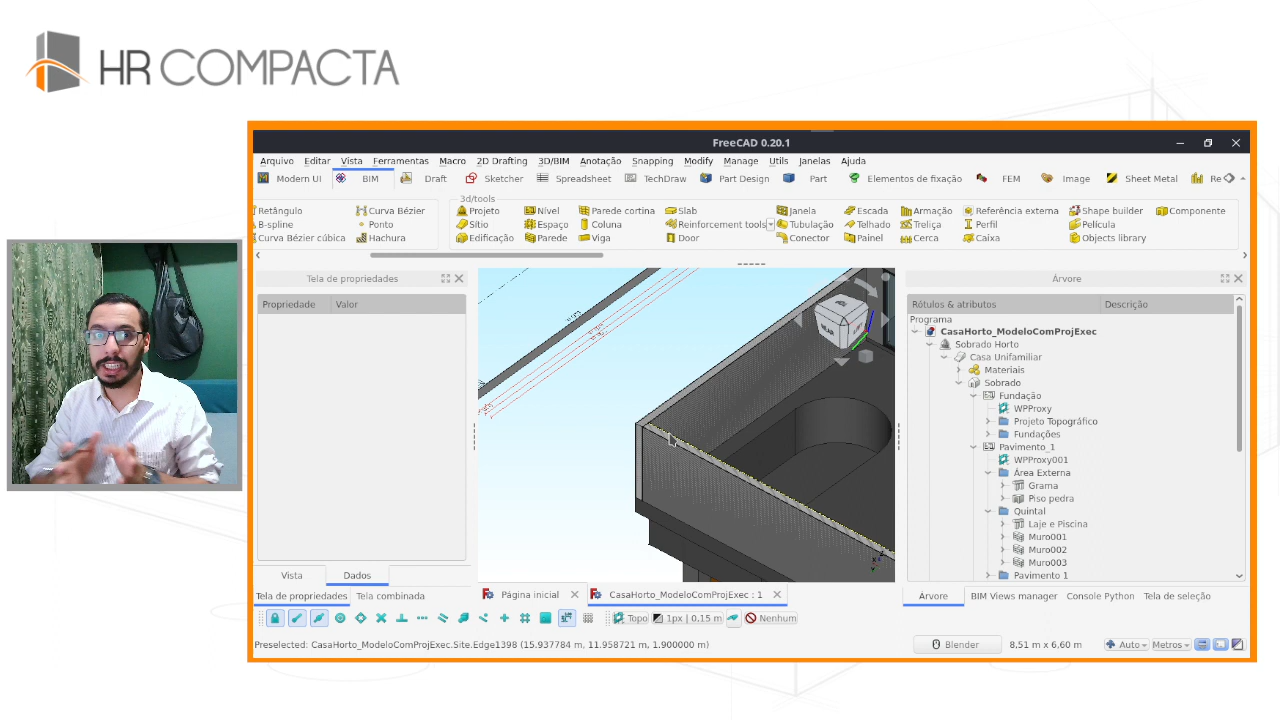 HR COMPACTA
FreeCAD 0.20.1
Arquivo Editar Vista Ferramentas Macro 2D Drafting 3D/BIM Anotação Snapping Modify Manage Utils Janelas Ajuda
Modern UI BIM Draft Sketcher Spreadsheet TechDraw Part Design Part Elementos de fixação FEM Image Sheet Metal Re
3d/tools
Retângulo Curva Bézier Projeto Nível Parede cortina Slab Janela Escada Armação Referência externa Shape builder Componente
B-spline Ponto Sítio Espaço Coluna Reinforcement tools Tubulação Telhado Treliça Perfil Película
Curva Bézier cúbica Hachura Edificação Parede Viga Door Conector Painel Cerca Caixa Objects library
Tela de propriedades Árvore
Propriedade Valor Rótulos & atributos Descrição
Programa
CasaHorto_ModeloComProjExec
Sobrado Horto
Casa Unifamiliar
Materiais
Sobrado
Fundação
WPProxy
Projeto Topográfico
Fundações
Pavimento_1
WPProxy001
Área Externa
Grama
Piso pedra
Quintal
Laje e Piscina
Muro001
Muro002
Muro003
Pavimento 1
Vista Dados
Tela de propriedades Tela combinada Página inicial CasaHorto_ModeloComProjExec : 1 Árvore BIM Views manager Console Python Tela de seleção
Topo 1px | 0,15 m Nenhum
Preselected: CasaHorto_ModeloComProjExec.Site.Edge1398 (15.937784 m, 11.958721 m, 1.900000 m) Blender 8,51 m x 6,60 m Auto Metros